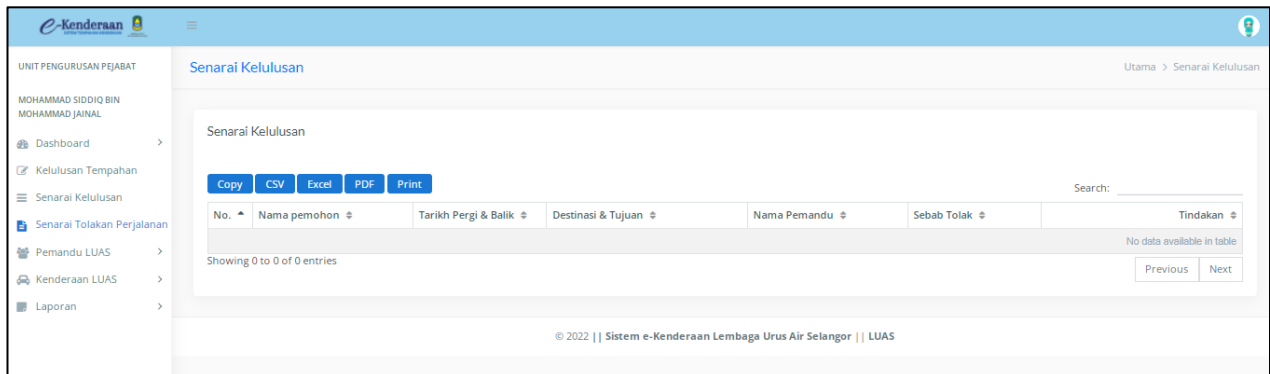 e-Kenderaan
UNIT PENGURUSAN PEJABAT
MOHAMMAD SIDDIQ BIN
MOHAMMAD JAINAL
Dashboard
Kelulusan Tempahan
Senarai Kelulusan
Senarai Tolakan Perjalanan
Pemandu LUAS
Kenderaan LUAS
Laporan
Senarai Kelulusan
Utama > Senarai Kelulusan
Senarai Kelulusan
Copy CSV Excel PDF Print
Search:
No. Nama pemohon Tarikh Pergi & Balik Destinasi & Tujuan Nama Pemandu Sebab Tolak Tindakan
No data available in table
Showing 0 to 0 of 0 entries
Previous Next
© 2022 || Sistem e-Kenderaan Lembaga Urus Air Selangor || LUAS